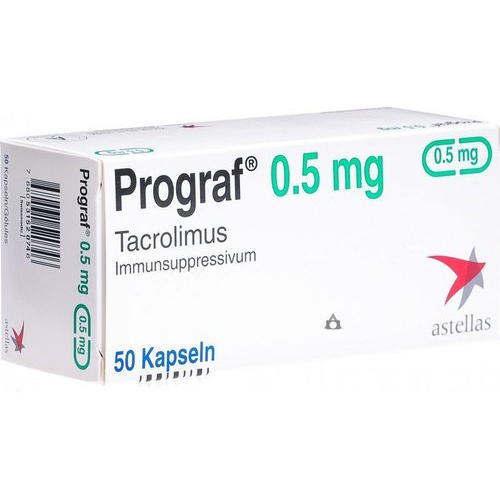 Prograf® 0.5 mg
0.5 mg
Tacrolimus
Immunsuppressivum
50 Kapseln
astellas
50 Kapseln/Gélules
Prograf® 0.5 mg
0.5 mg